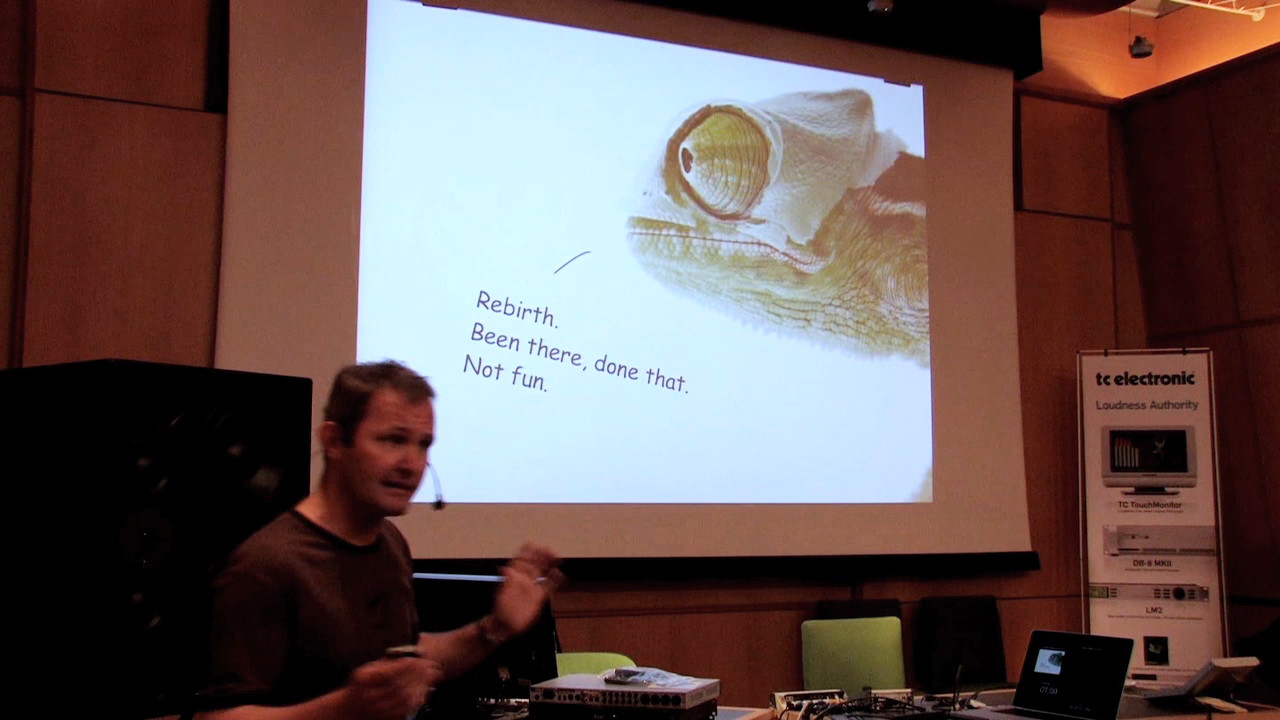 Rebirth.
Been there, done that.
Not fun.
tc electronic
Loudness Authority
TC TouchMonitor
DB-8 MKII
LM2